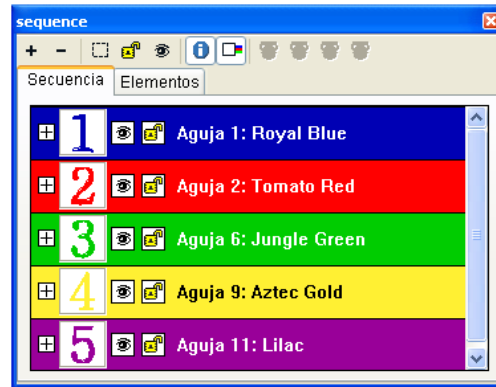 sequence
Secuencia Elementos
1 Aguja 1: Royal Blue
2 Aguja 2: Tomato Red
3 Aguja 6: Jungle Green
4 Aguja 9: Aztec Gold
5 Aguja 11: Lilac